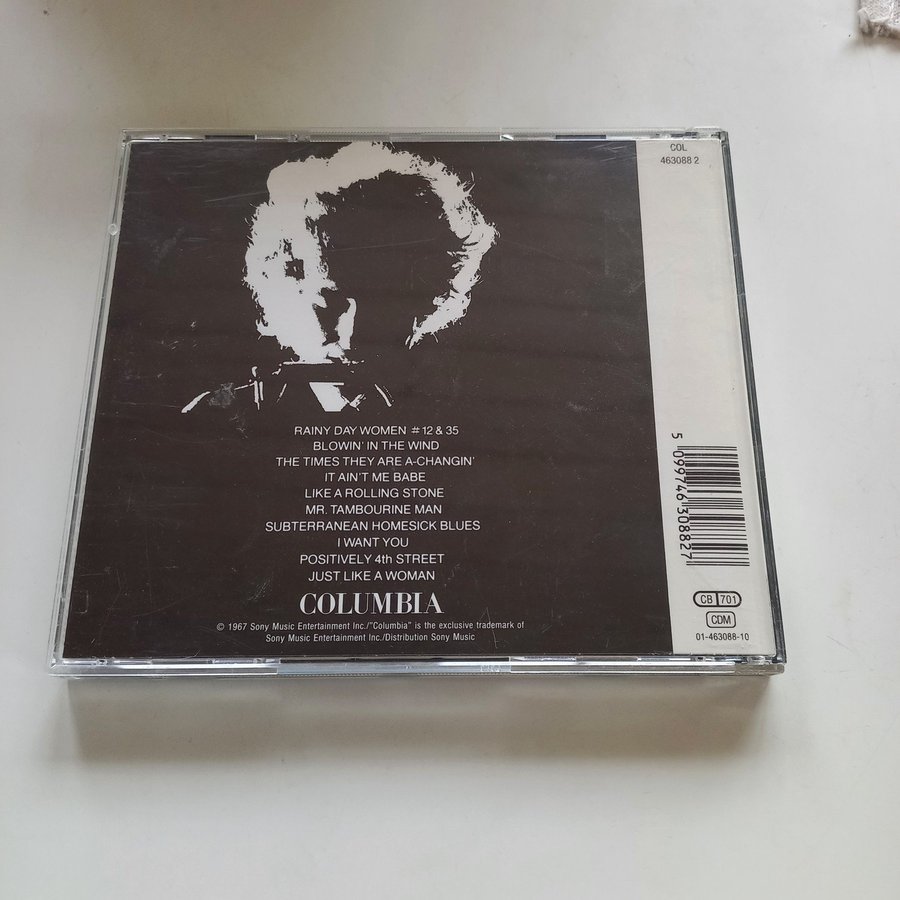 COL
463088 2
RAINY DAY WOMEN #12 & 35
BLOWIN' IN THE WIND
THE TIMES THEY ARE A-CHANGIN'
IT AIN'T ME BABE
LIKE A ROLLING STONE
MR. TAMBOURINE MAN
SUBTERRANEAN HOMESICK BLUES
I WANT YOU
POSITIVELY 4th STREET
JUST LIKE A WOMAN
COLUMBIA
© 1967 Sony Music Entertainment Inc./"Columbia" is the exclusive trademark of
Sony Music Entertainment Inc./Distribution Sony Music
5 099746 308827
CB 701
CDM
01-463088-10